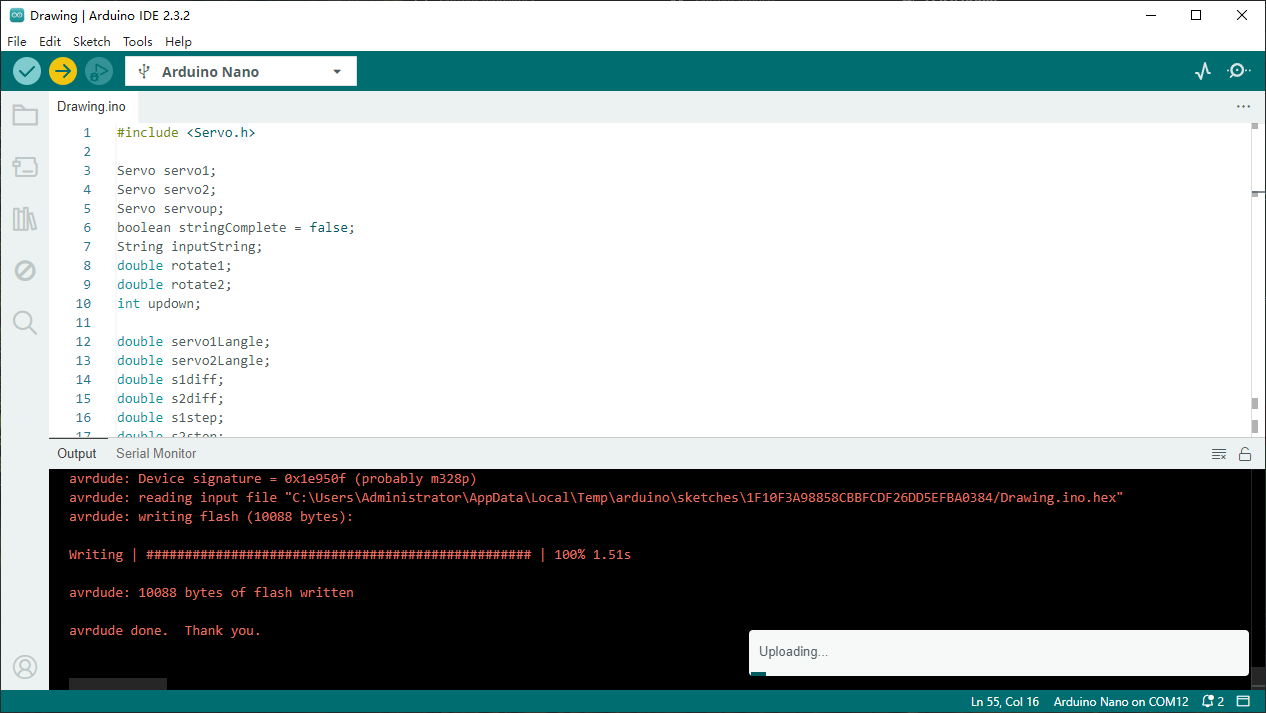 Drawing | Arduino IDE 2.3.2
File Edit Sketch Tools Help
Arduino Nano
Drawing.ino
1 #include <Servo.h>
2
3 Servo servo1;
4 Servo servo2;
5 Servo servoup;
6 boolean stringComplete = false;
7 String inputString;
8 double rotate1;
9 double rotate2;
10 int updown;
11
12 double servo1Langle;
13 double servo2Langle;
14 double s1diff;
15 double s2diff;
16 double s1step;
17 double s2step;
Output Serial Monitor
avrdude: Device signature = 0x1e950f (probably m328p)
avrdude: reading input file "C:\Users\Administrator\AppData\Local\Temp\arduino\sketches\1F10F3A98858CBBFCDF26DD5EFBA0384/Drawing.ino.hex"
avrdude: writing flash (10088 bytes):
Writing | ################################################## | 100% 1.51s
avrdude: 10088 bytes of flash written
avrdude done.  Thank you.
Uploading...
Ln 55, Col 16 Arduino Nano on COM12 2